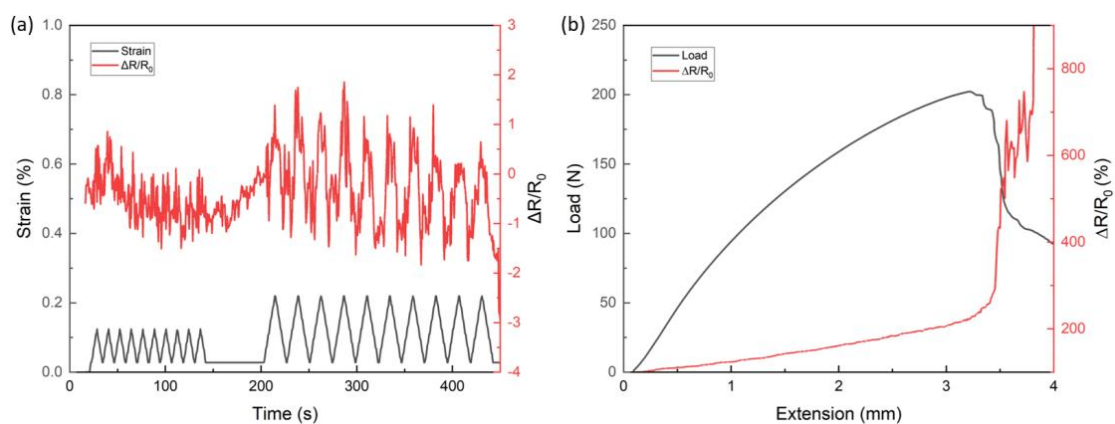 (a)
1.0
0.8
0.6
0.4
0.2
0.0
Strain (%)
Strain
ΔR/R0
3
2
1
0
-1
-2
-3
-4
ΔR/R0
0
100
200
300
400
Time (s)
(b)
250
200
150
100
50
0
Load (N)
Load
ΔR/R0
800
600
400
200
ΔR/R0 (%)
0
1
2
3
4
Extension (mm)